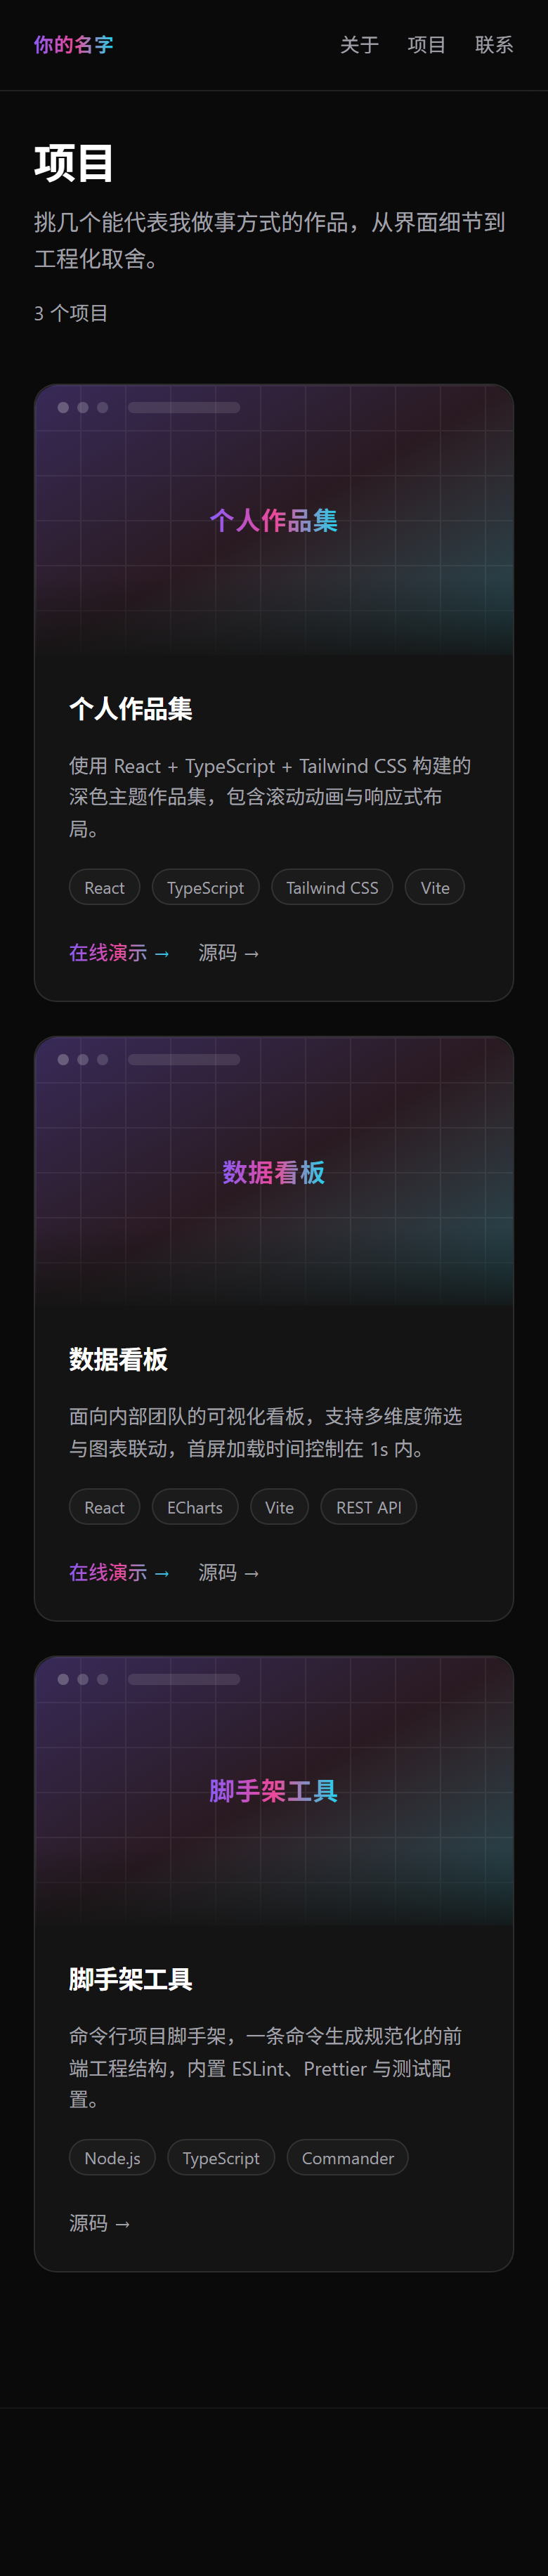 你的名字 关于 项目 联系
项目
挑几个能代表我做事方式的作品，从界面细节到
工程化取舍。
3 个项目
个人作品集
个人作品集
使用 React + TypeScript + Tailwind CSS 构建的
深色主题作品集，包含滚动动画与响应式布
局。
React TypeScript Tailwind CSS Vite
在线演示 → 源码 →
数据看板
数据看板
面向内部团队的可视化看板，支持多维度筛选
与图表联动，首屏加载时间控制在 1s 内。
React ECharts Vite REST API
在线演示 → 源码 →
脚手架工具
脚手架工具
命令行项目脚手架，一条命令生成规范化的前
端工程结构，内置 ESLint、Prettier 与测试配
置。
Node.js TypeScript Commander
源码 →